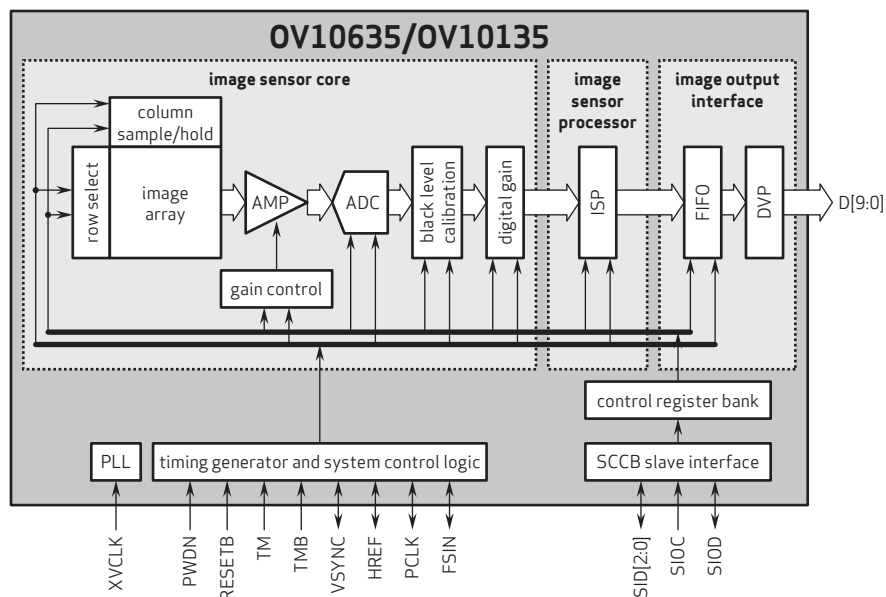 OV10635/OV10135
image sensor core
image
sensor
processor
image output
interface
column
sample/hold
row select
image
array
AMP
ADC
black level
calibration
digital gain
ISP
FIFO
DVP
D[9:0]
gain control
control register bank
PLL
timing generator and system control logic
SCCB slave interface
XVCLK
PWDN
RESETB
TM
TMB
VSYNC
HREF
PCLK
FSIN
SID[2:0]
SIOC
SIOD